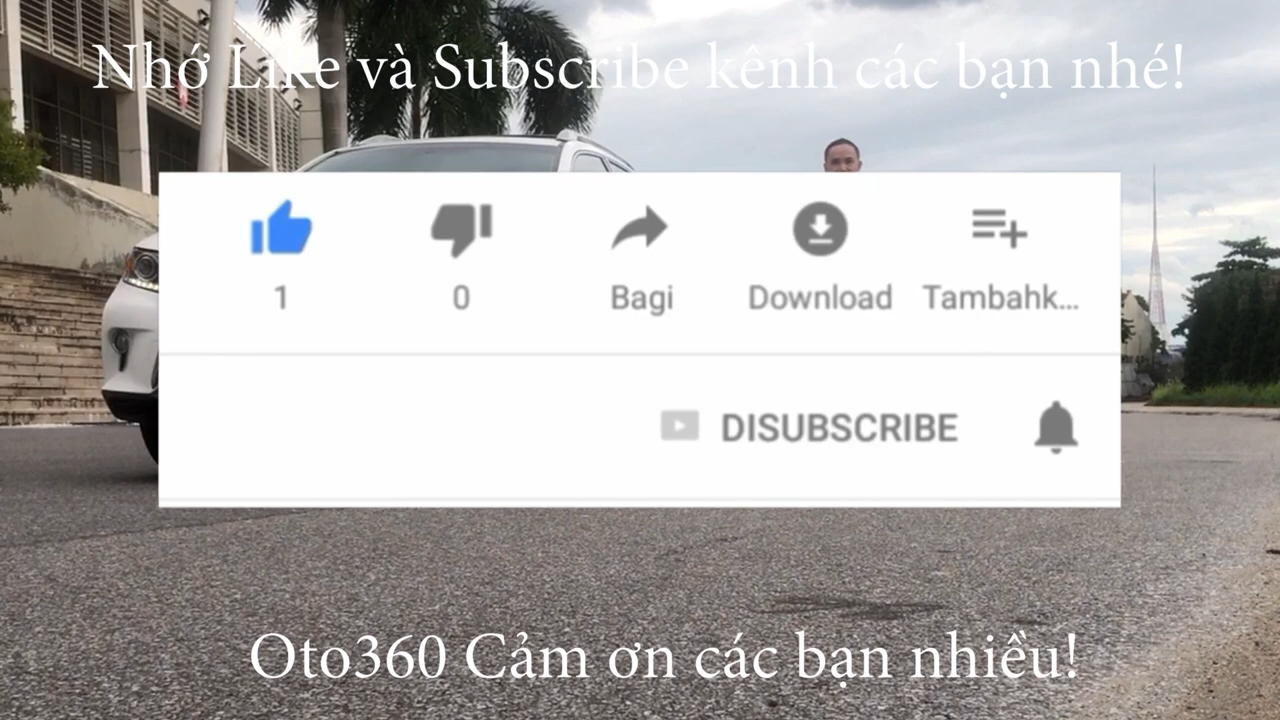 Nhớ Like và Subscribe kênh các bạn nhé!
1 0 Bagi Download Tambahk...
DISUBSCRIBE
Oto360 Cảm ơn các bạn nhiều!